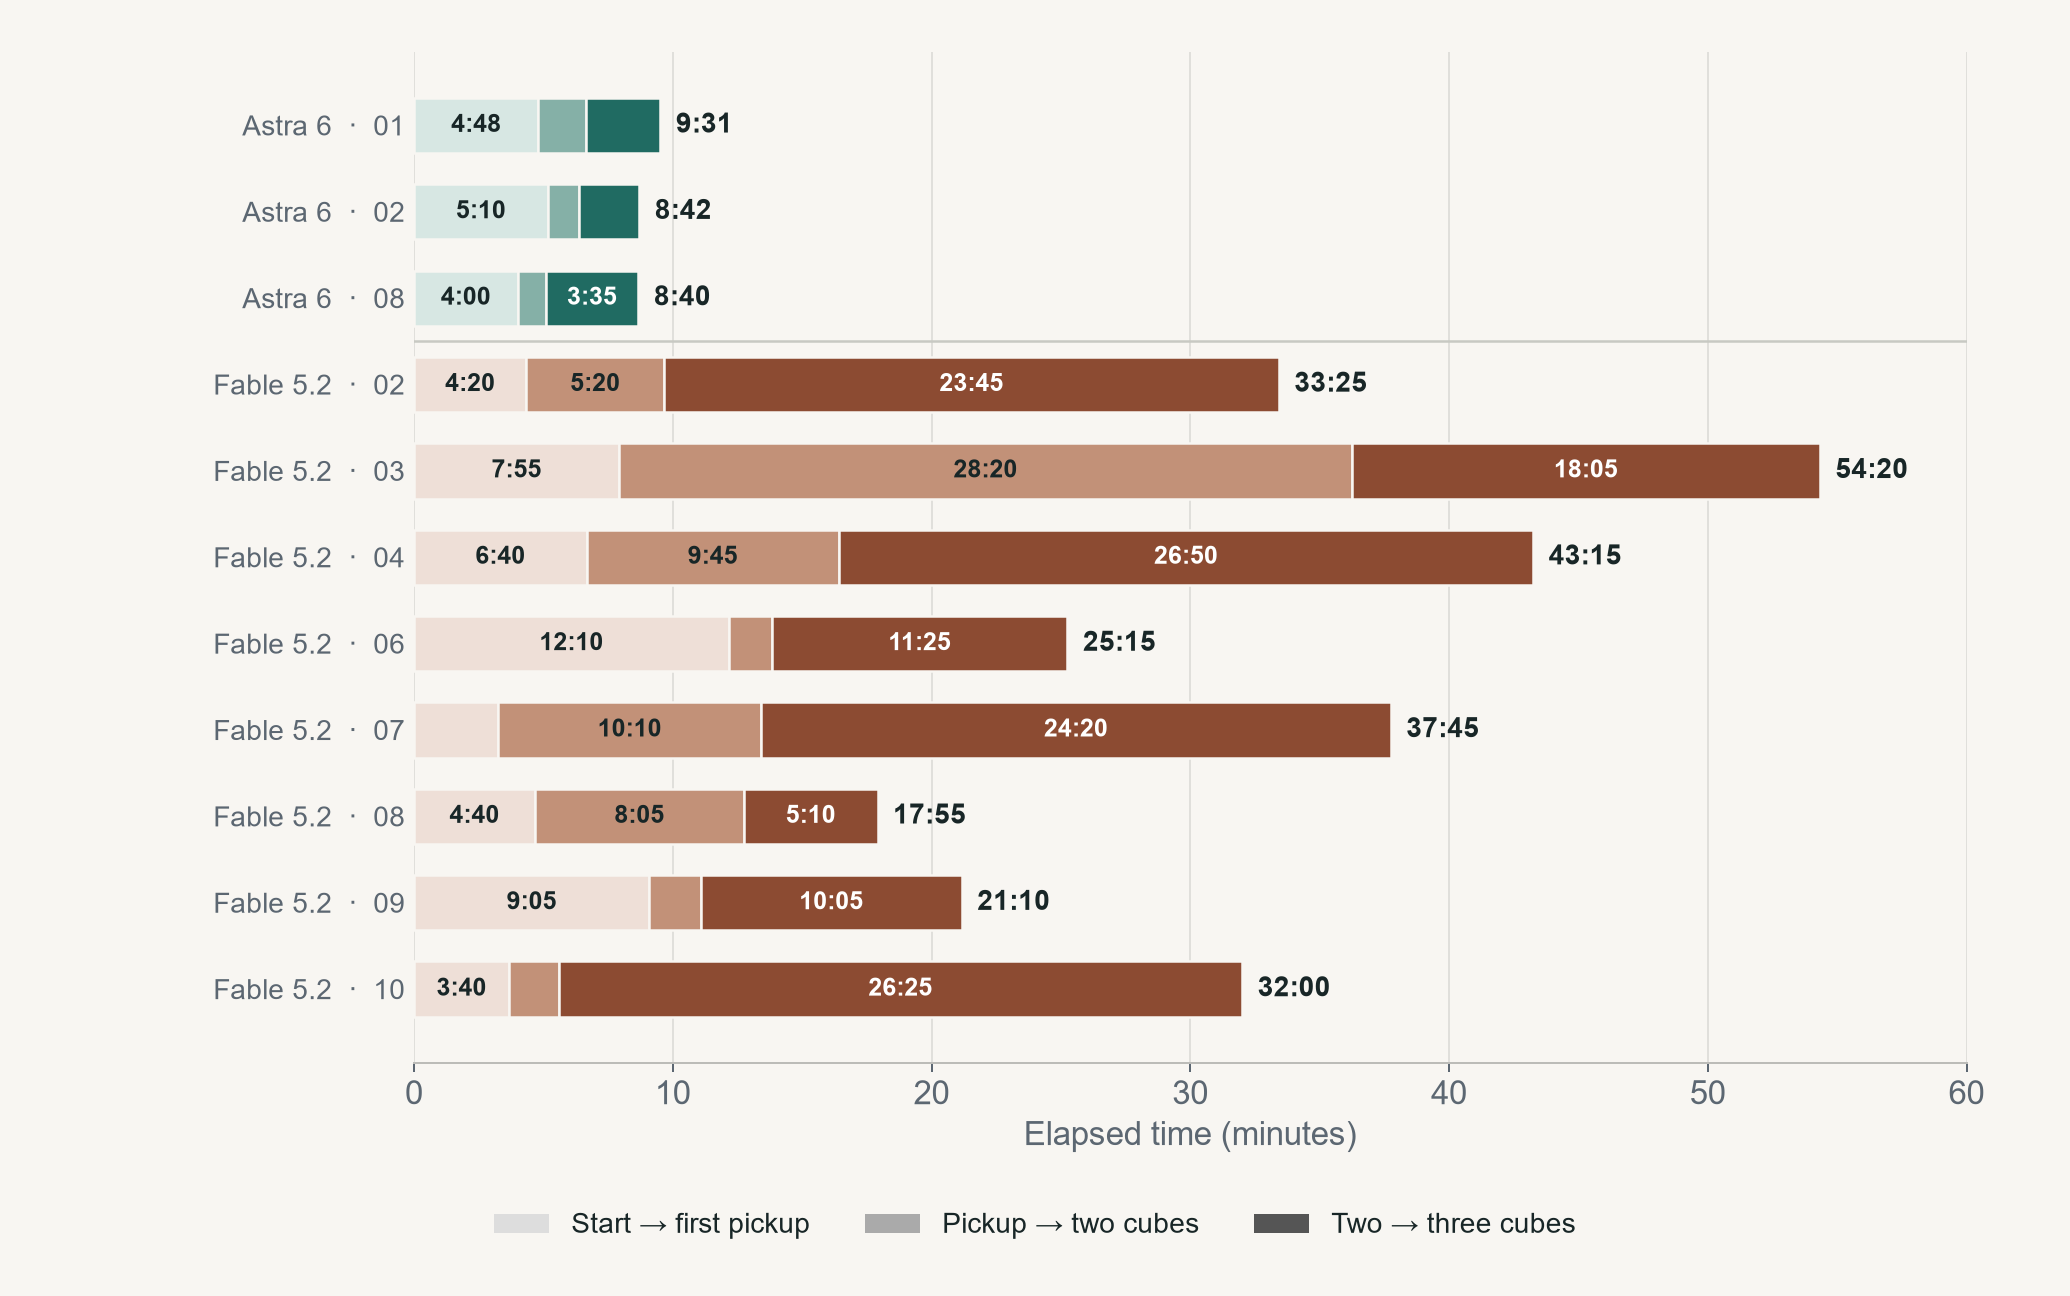 Astra 6 · 01 4:48 9:31
Astra 6 · 02 5:10 8:42
Astra 6 · 08 4:00 3:35 8:40
Fable 5.2 · 02 4:20 5:20 23:45 33:25
Fable 5.2 · 03 7:55 28:20 18:05 54:20
Fable 5.2 · 04 6:40 9:45 26:50 43:15
Fable 5.2 · 06 12:10 11:25 25:15
Fable 5.2 · 07 10:10 24:20 37:45
Fable 5.2 · 08 4:40 8:05 5:10 17:55
Fable 5.2 · 09 9:05 10:05 21:10
Fable 5.2 · 10 3:40 26:25 32:00
0 10 20 30 40 50 60
Elapsed time (minutes)
Start → first pickup Pickup → two cubes Two → three cubes